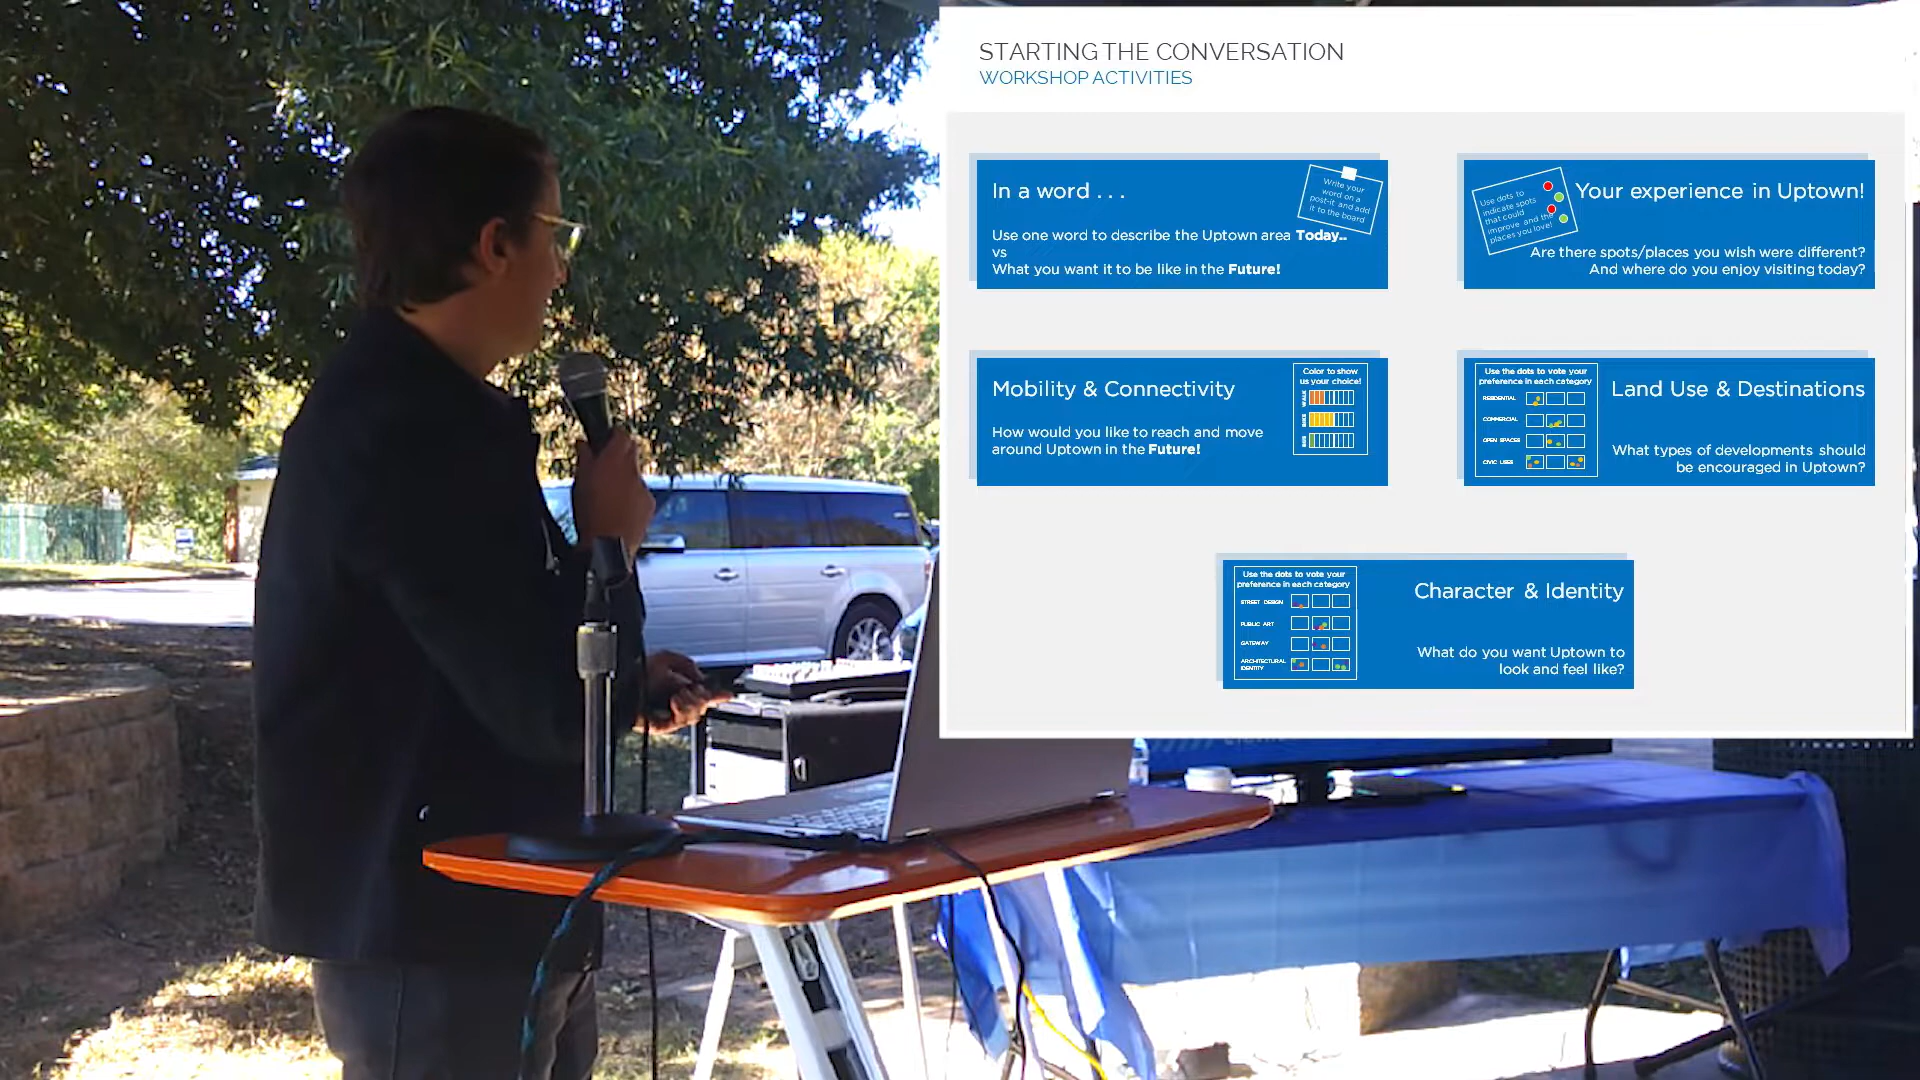 STARTING THE CONVERSATION
WORKSHOP ACTIVITIES
In a word . . .
Write your
word on a
post-it and add
it to the board
Use one word to describe the Uptown area Today..
vs
What you want it to be like in the Future!
Use dots to
indicate spots
that could
improve and the
places you love!
Your experience in Uptown!
Are there spots/places you wish were different?
And where do you enjoy visiting today?
Mobility & Connectivity
How would you like to reach and move
around Uptown in the Future!
Color to show
us your choice!
WALK
BIKE
BUS
Use the dots to vote your
preference in each category
RESIDENTIAL
COMMERCIAL
OPEN SPACES
CIVIC USES
Land Use & Destinations
What types of developments should
be encouraged in Uptown?
Use the dots to vote your
preference in each category
STREET DESIGN
PUBLIC ART
GATEWAY
ARCHITECTURAL
IDENTITY
Character & Identity
What do you want Uptown to
look and feel like?